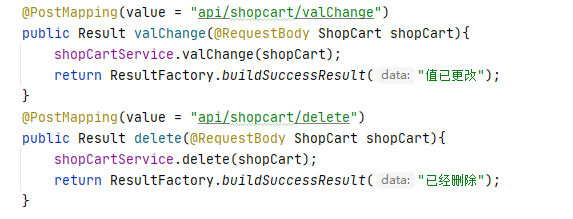 @PostMapping(value = "api/shopcart/valChange")
public Result valChange(@RequestBody ShopCart shopCart){
    shopCartService.valChange(shopCart);
    return ResultFactory.buildSuccessResult( data: "值已更改");
}
@PostMapping(value = "api/shopcart/delete")
public Result delete(@RequestBody ShopCart shopCart){
    shopCartService.delete(shopCart);
    return ResultFactory.buildSuccessResult( data: "已经删除");
}